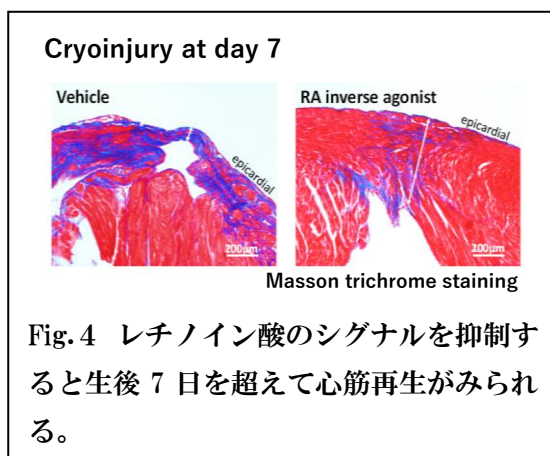 Cryoinjury at day 7
Vehicle
RA inverse agonist
epicardial
epicardial
200μm
200μm
Masson trichrome staining
Fig. 4 レチノイン酸のシグナルを抑制す
ると生後 7 日を超えて心筋再生がみられ
る。